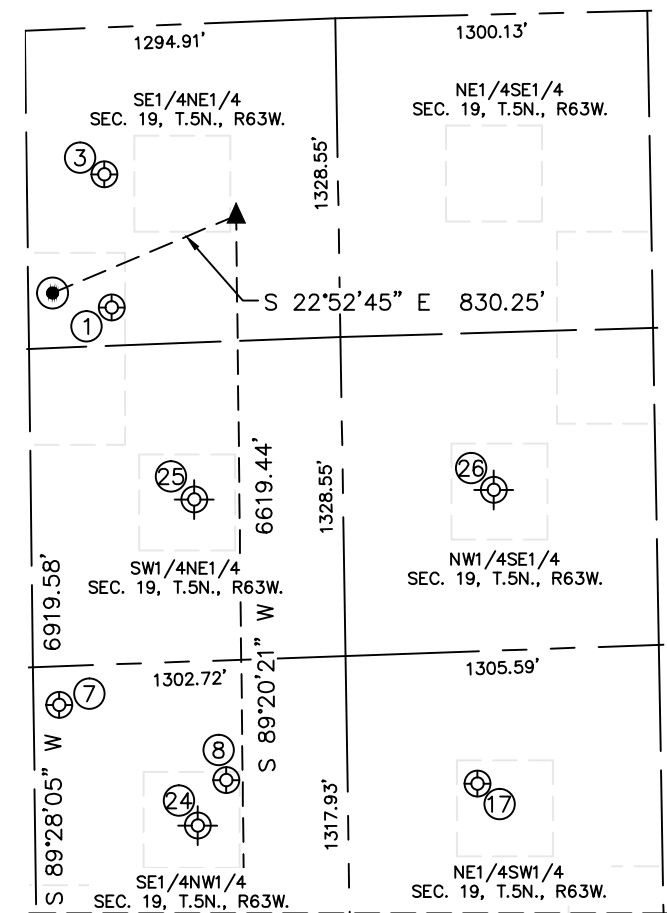 1294.91'
1300.13'
SE1/4NE1/4
SEC. 19, T.5N., R63W.
NE1/4SE1/4
SEC. 19, T.5N., R63W.
3
1328.55'
S 22°52'45" E 830.25'
1
25
6619.44'
1328.55'
26
SW1/4NE1/4
SEC. 19, T.5N., R63W.
NW1/4SE1/4
SEC. 19, T.5N., R63W.
6919.58'
S 89°20'21" W
1302.72'
1305.59'
7
S 89°28'05" W
8
24
1317.93'
17
SE1/4NW1/4
SEC. 19, T.5N., R63W.
NE1/4SW1/4
SEC. 19, T.5N., R63W.